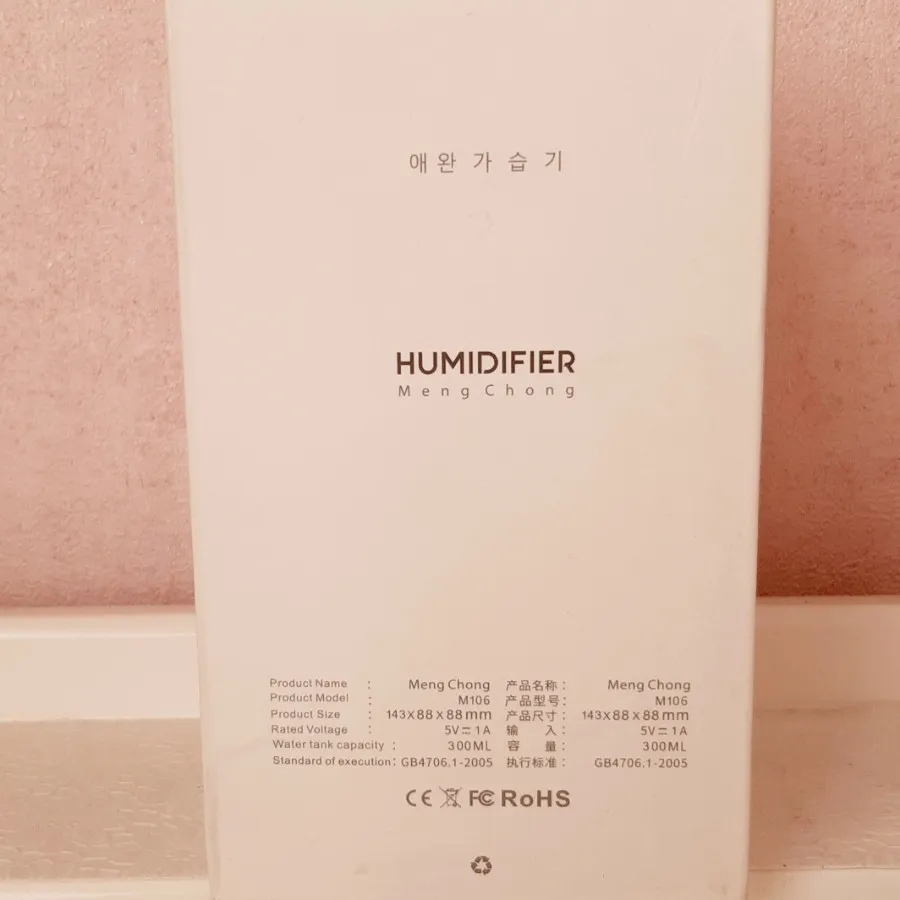 애완 가습기
HUMIDIFIER
Meng Chong
Product Name : Meng Chong 产品名称： Meng Chong
Product Model : M106 产品型号： M106
Product Size : 143X88X88mm 产品尺寸： 143X88X88mm
Rated Voltage : 5V⎓1A 输 入： 5V⎓1A
Water tank capacity : 300ML 容 量： 300ML
Standard of execution: GB4706.1-2005 执行标准： GB4706.1-2005
CE FC RoHS